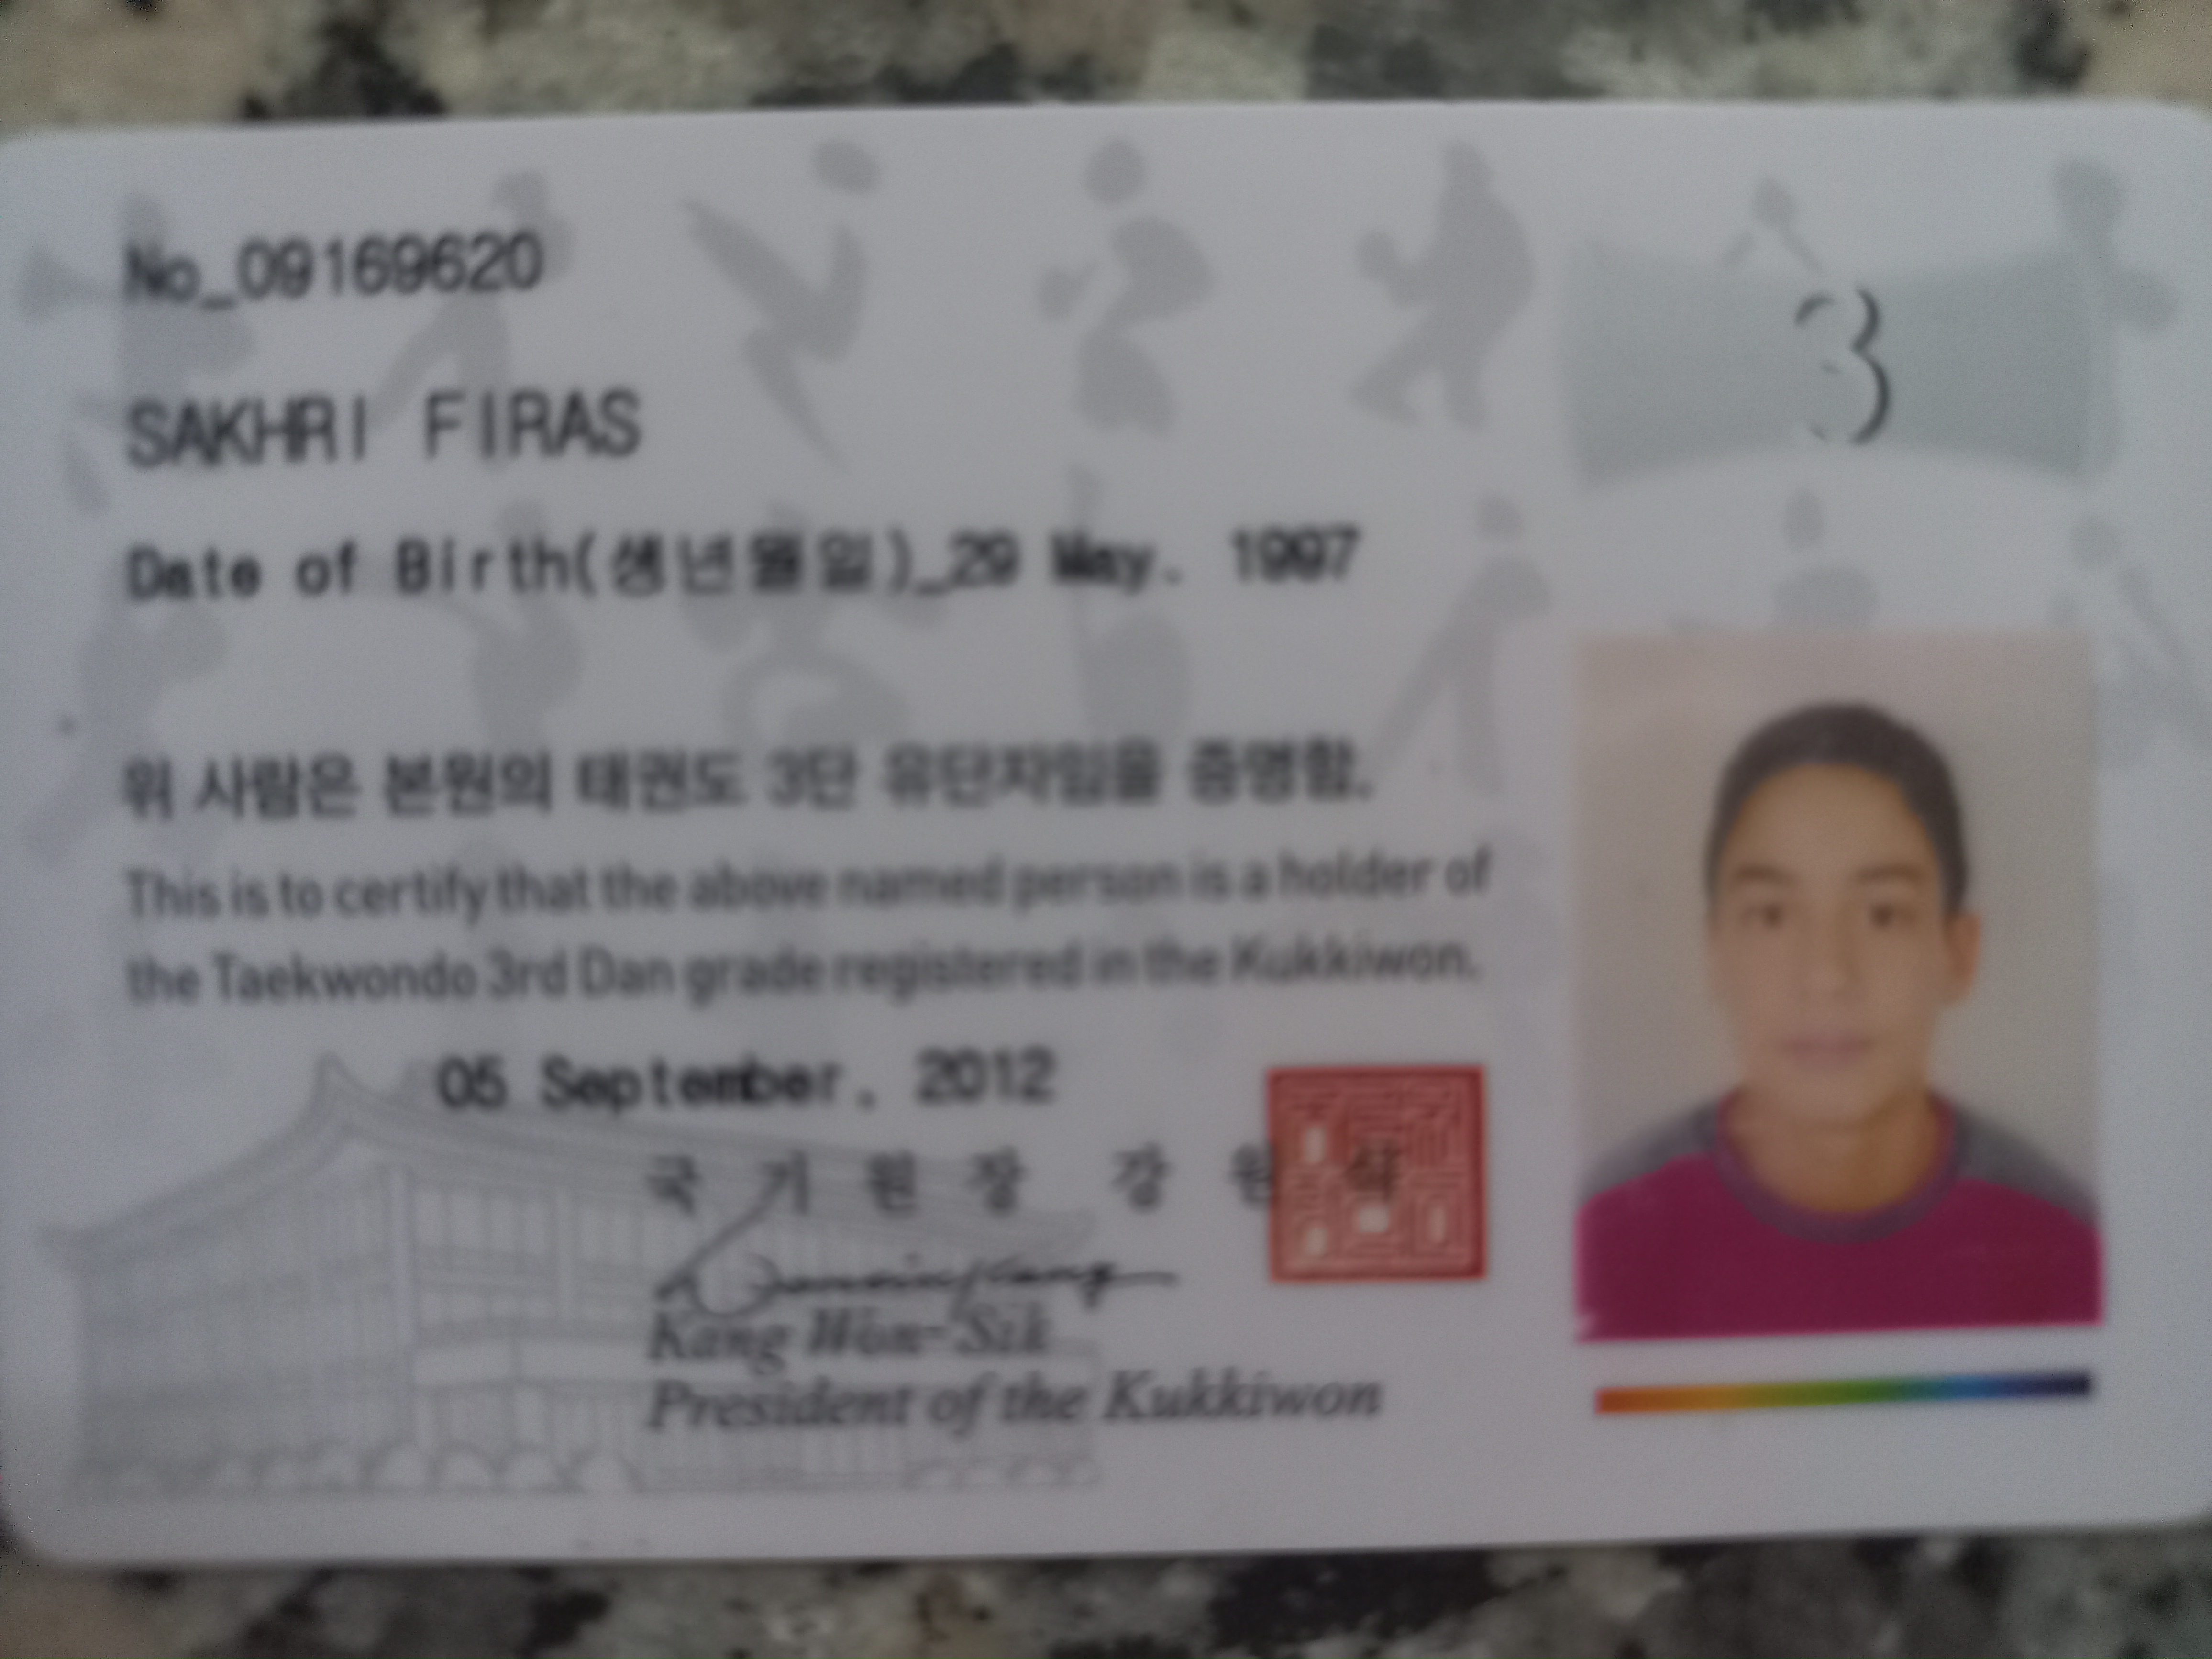 No_09169620
3
SAKHRI FIRAS
Date of Birth(생년월일)_29 May. 1997
위 사람은 본원의 태권도 3단 유단자임을 증명함.
This is to certify that the above named person is a holder of
the Taekwondo 3rd Dan grade registered in the Kukkiwon.
05 September. 2012
국 기 원 장 강 원 식
Kang Won-Sik
President of the Kukkiwon